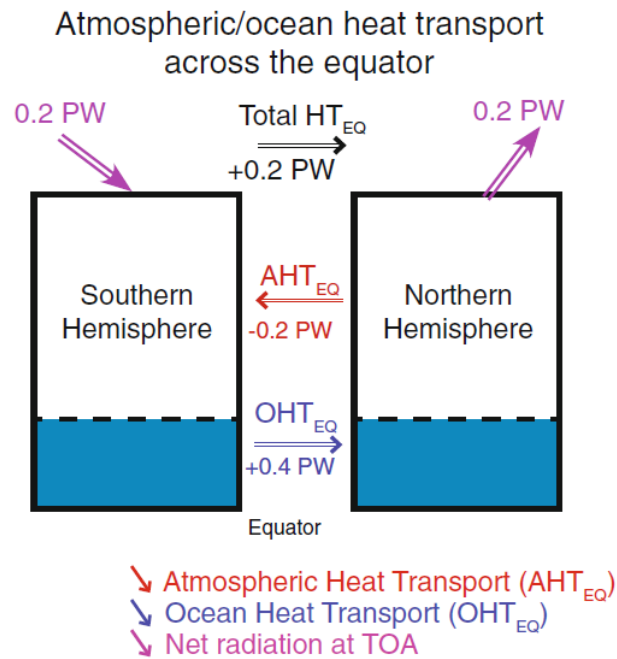 Atmospheric/ocean heat transport
across the equator
0.2 PW
Total HT_EQ
0.2 PW
+0.2 PW
Southern
Hemisphere
AHT_EQ
-0.2 PW
Northern
Hemisphere
OHT_EQ
+0.4 PW
Equator
Atmospheric Heat Transport (AHT_EQ)
Ocean Heat Transport (OHT_EQ)
Net radiation at TOA